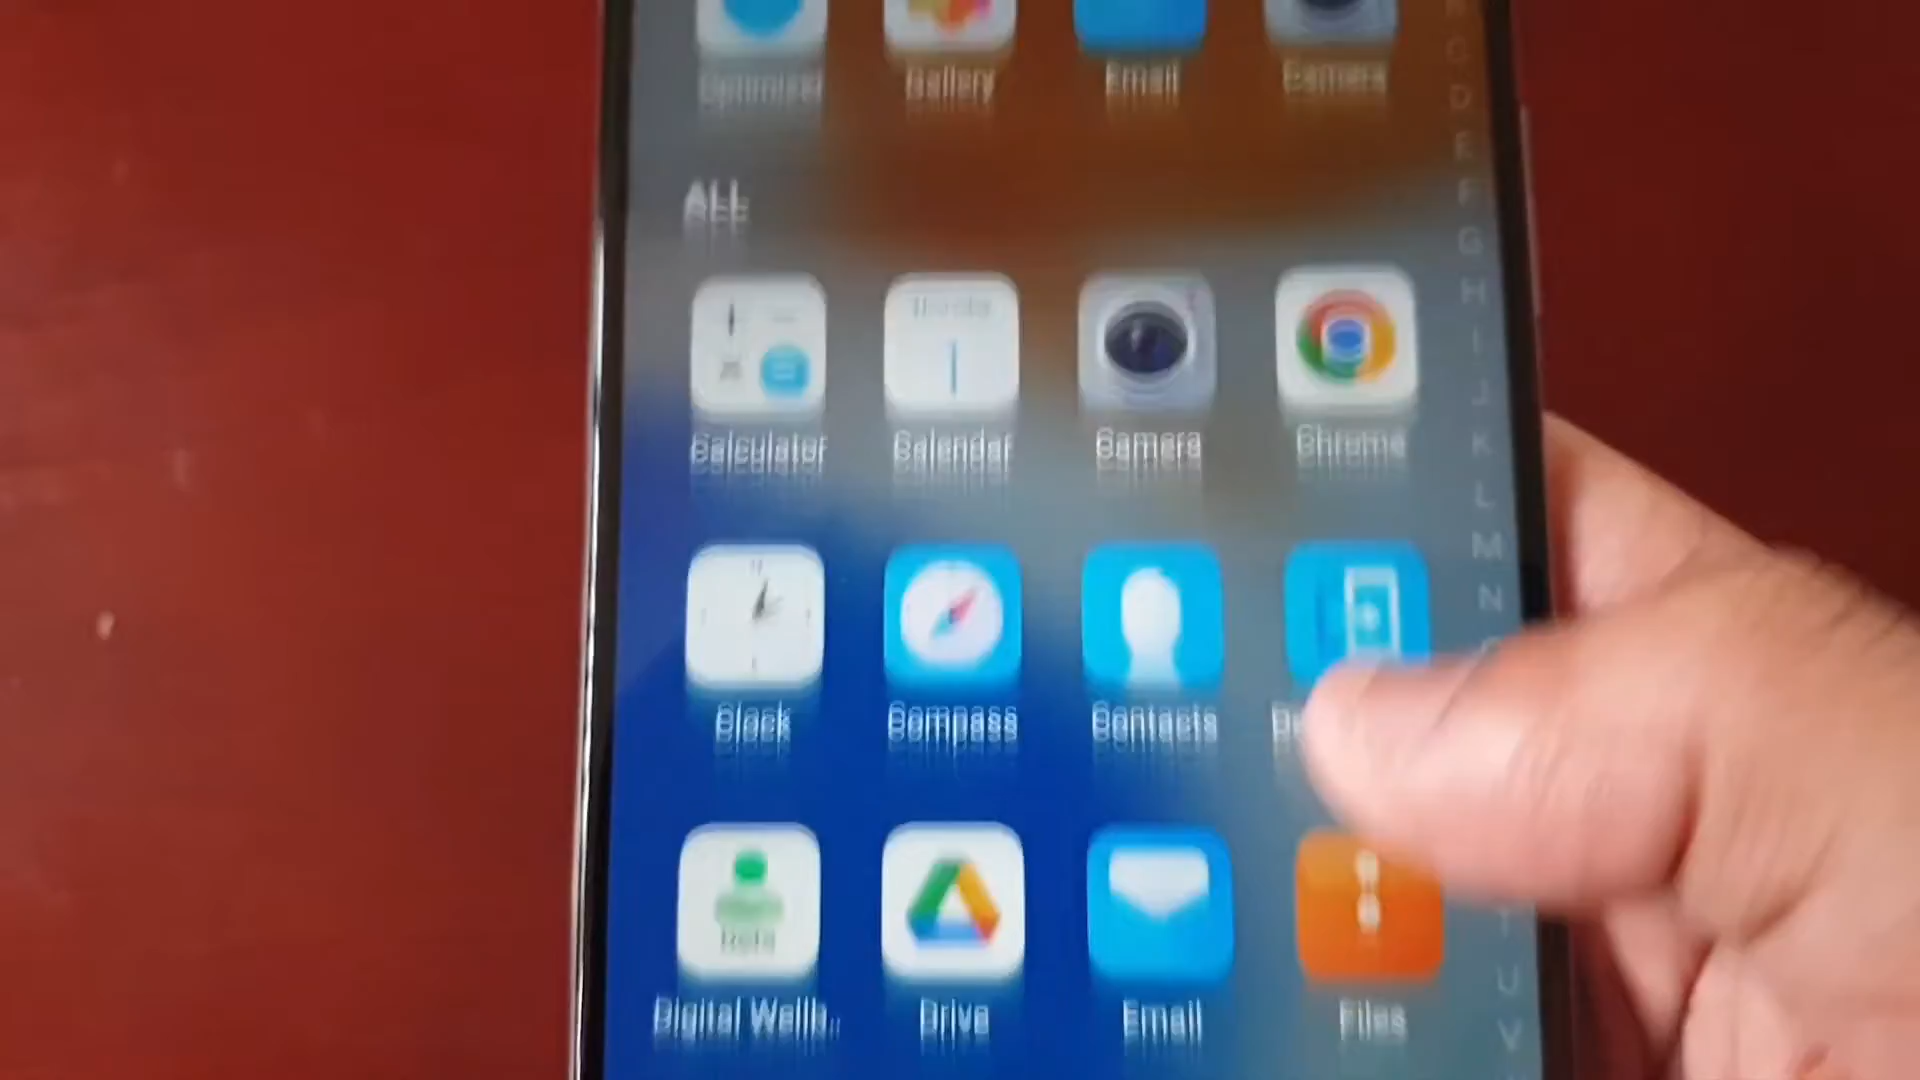 Optimizer Gallery Email Camera
ALL
Calculator Calendar Camera Chrome
Clock Compass Contacts
Digital Wellb...
Drive Email Files
D
E
F
G
H
I
J
K
L
M
N
U
V